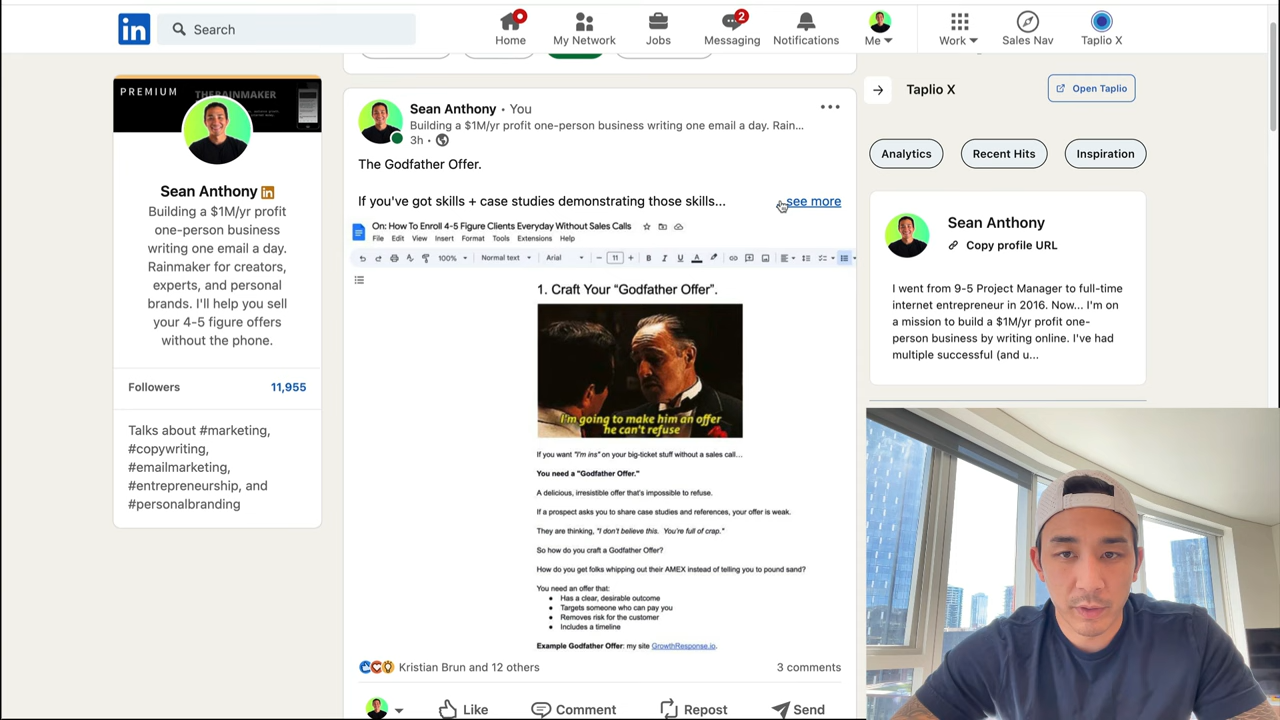 in
Search
Home
My Network
Jobs
2
Messaging
Notifications
Me
Work
Sales Nav
Taplio X
PREMIUM
THERAINMAKER
Sean Anthony in
Building a $1M/yr profit
one-person business
writing one email a day.
Rainmaker for creators,
experts, and personal
brands. I'll help you sell
your 4-5 figure offers
without the phone.
Followers 11,955
Talks about #marketing,
#copywriting,
#emailmarketing,
#entrepreneurship, and
#personalbranding
Sean Anthony • You
Building a $1M/yr profit one-person business writing one email a day. Rain...
3h •
The Godfather Offer.
If you've got skills + case studies demonstrating those skills... see more
On: How To Enroll 4-5 Figure Clients Everyday Without Sales Calls
File Edit View Insert Format Tools Extensions Help
100% Normal text Arial − 11 + B I U A
1. Craft Your "Godfather Offer".
I'm going to make him an offer
he can't refuse
If you want "I'm ins" on your big-ticket stuff without a sales call...
You need a "Godfather Offer."
A delicious, irresistible offer that's impossible to refuse.
If a prospect asks you to share case studies and references, your offer is weak.
They are thinking, "I don't believe this. You're full of crap."
So how do you craft a Godfather Offer?
How do you get folks whipping out their AMEX instead of telling you to pound sand?
You need an offer that:
• Has a clear, desirable outcome
• Targets someone who can pay you
• Removes risk for the customer
• Includes a timeline
Example Godfather Offer: my site GrowthResponse.io.
Kristian Brun and 12 others 3 comments
Like Comment Repost Send
Taplio X Open Taplio
Analytics Recent Hits Inspiration
Sean Anthony
Copy profile URL
I went from 9-5 Project Manager to full-time
internet entrepreneur in 2016. Now... I'm on
a mission to build a $1M/yr profit one-
person business by writing online. I've had
multiple successful (and u...